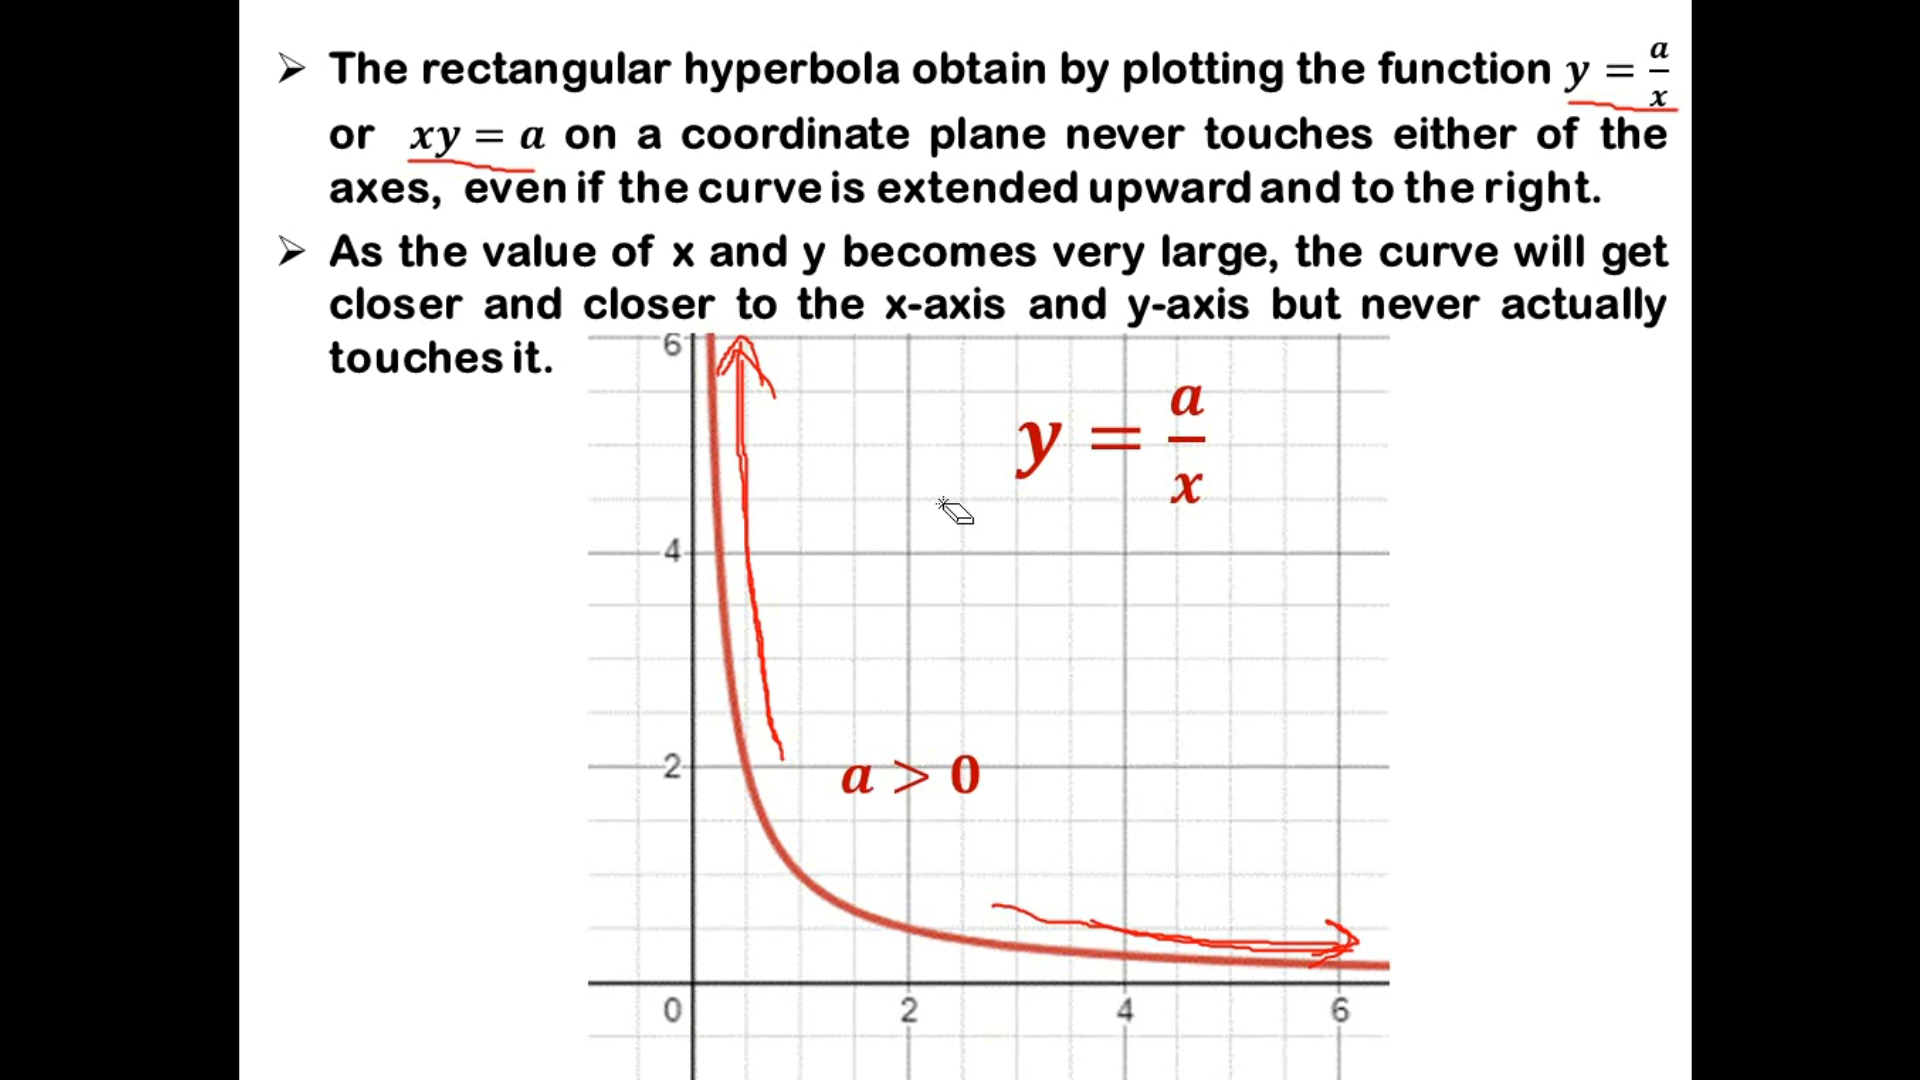 ➢ The rectangular hyperbola obtain by plotting the function y = a/x
or xy = a on a coordinate plane never touches either of the
axes, even if the curve is extended upward and to the right.
➢ As the value of x and y becomes very large, the curve will get
closer and closer to the x-axis and y-axis but never actually
touches it.
6
y = a/x
4
2
a > 0
0 2 4 6